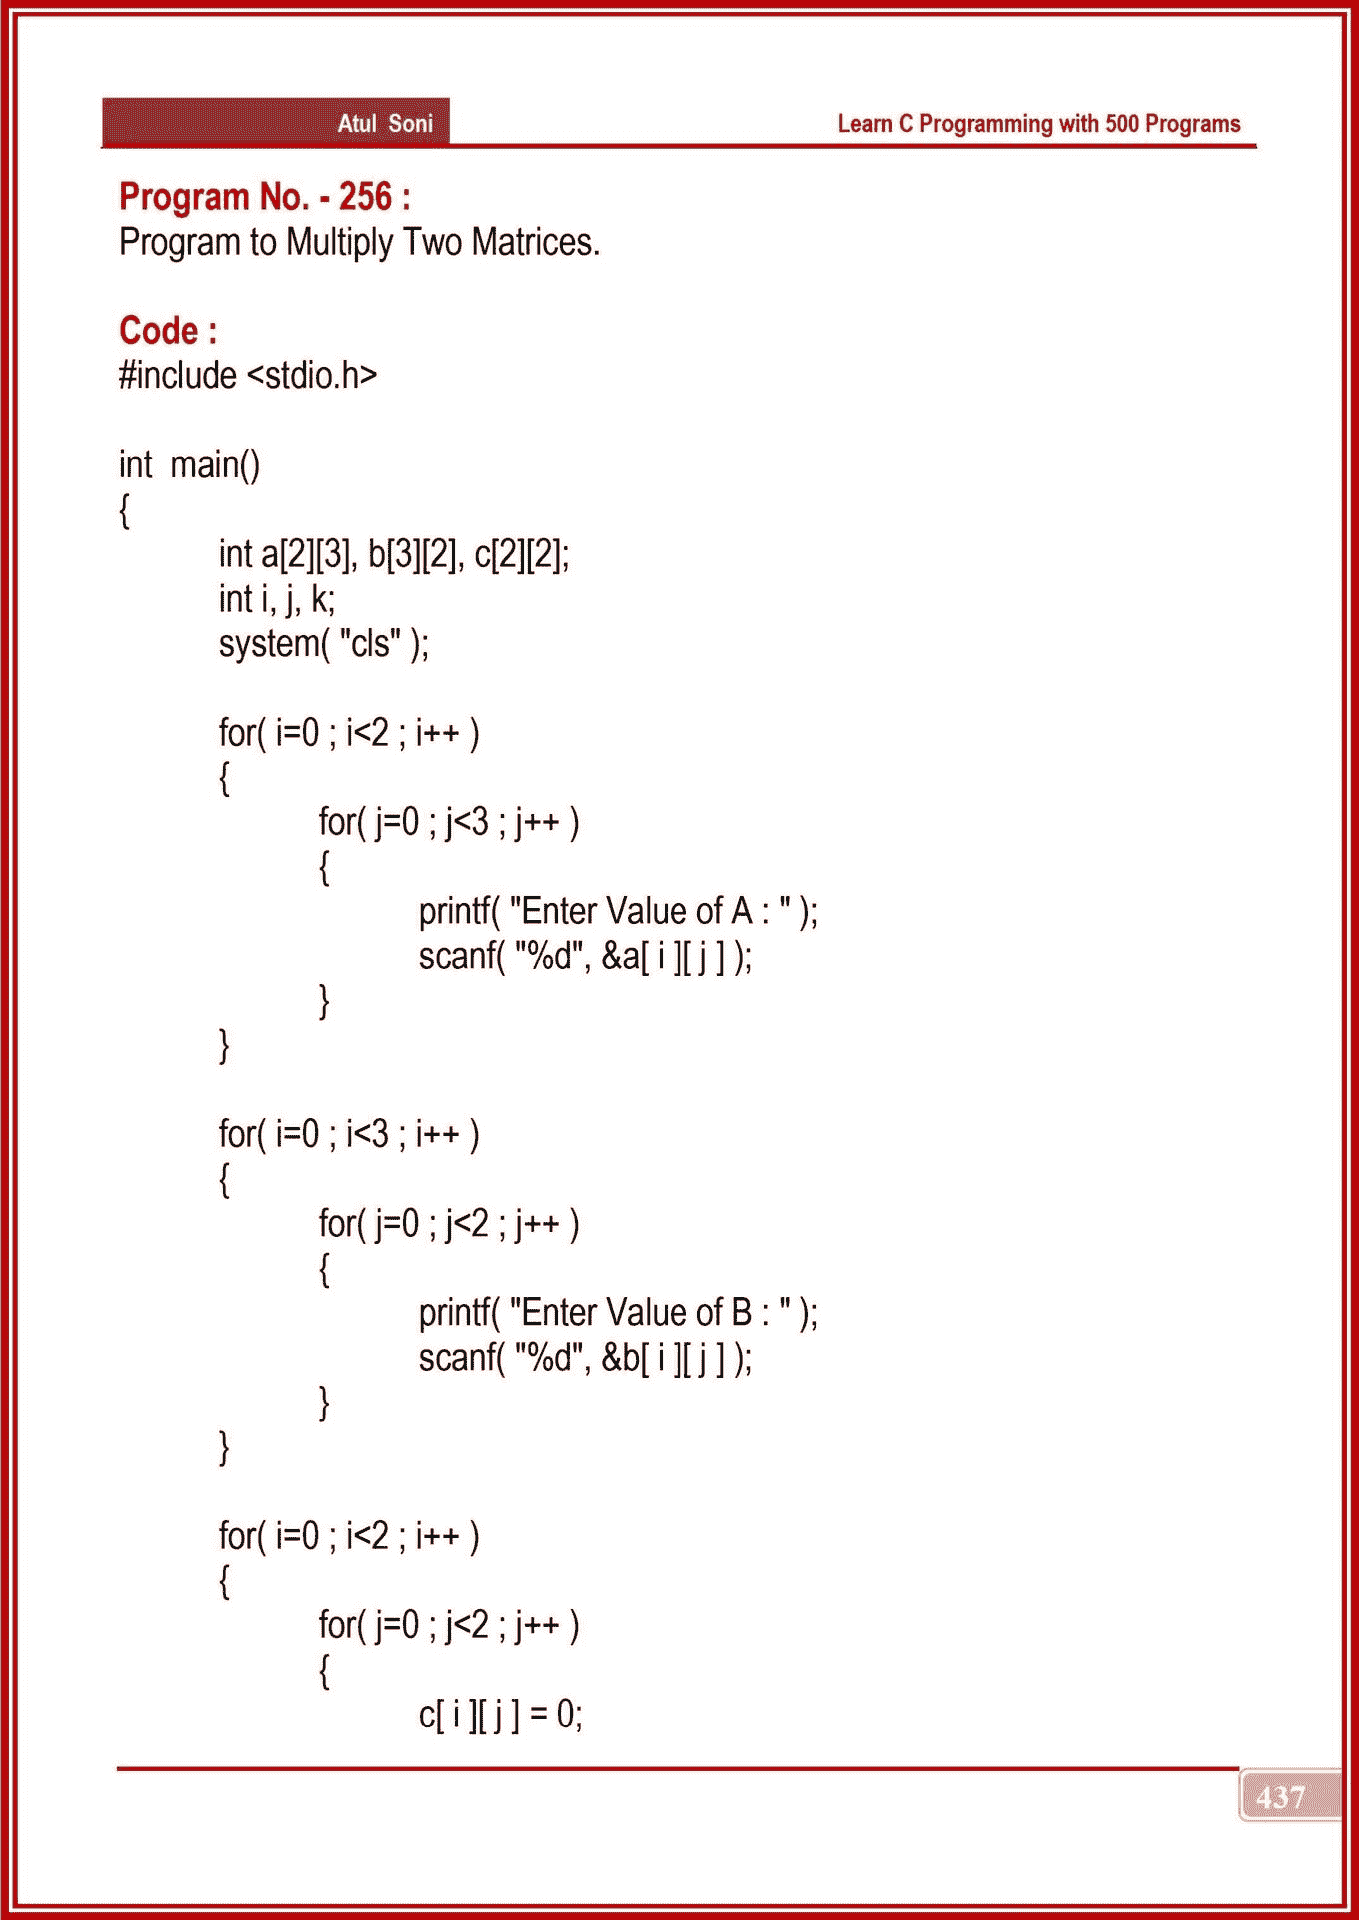 Atul Soni
Learn C Programming with 500 Programs
Program No. - 256 :
Program to Multiply Two Matrices.
Code :
#include <stdio.h>
int main()
{
int a[2][3], b[3][2], c[2][2];
int i, j, k;
system( "cls" );
for( i=0 ; i<2 ; i++ )
{
for( j=0 ; j<3 ; j++ )
{
printf( "Enter Value of A : " );
scanf( "%d", &a[ i ][ j ] );
}
}
for( i=0 ; i<3 ; i++ )
{
for( j=0 ; j<2 ; j++ )
{
printf( "Enter Value of B : " );
scanf( "%d", &b[ i ][ j ] );
}
}
for( i=0 ; i<2 ; i++ )
{
for( j=0 ; j<2 ; j++ )
{
c[ i ][ j ] = 0;
437